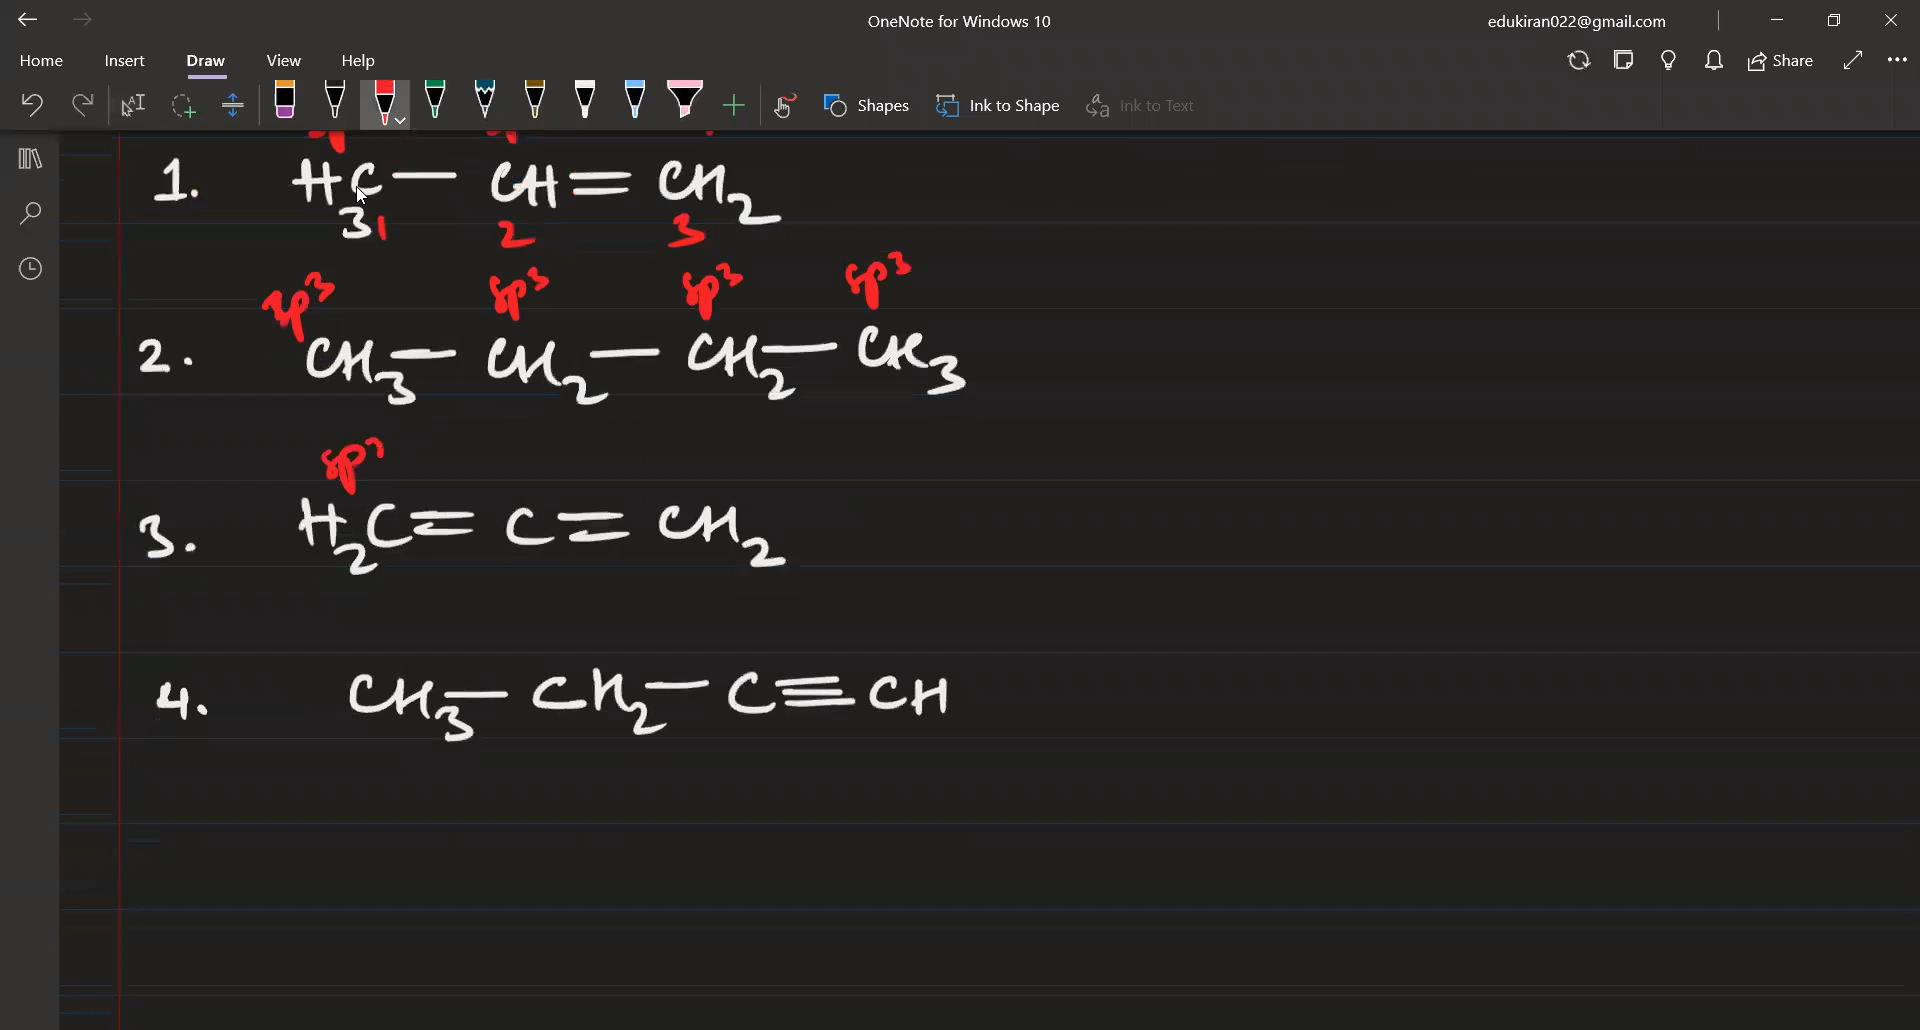 OneNote for Windows 10
edukiran022@gmail.com
Home Insert Draw View Help
Share
Shapes Ink to Shape Ink to Text
1. H₃C — CH = CH₂
1 2 3
sp³ sp³ sp³ sp³
2. CH₃ — CH₂ — CH₂ — CH₃
3. H₂C = C = CH₂
4. CH₃ — CH₂ — C ≡ CH